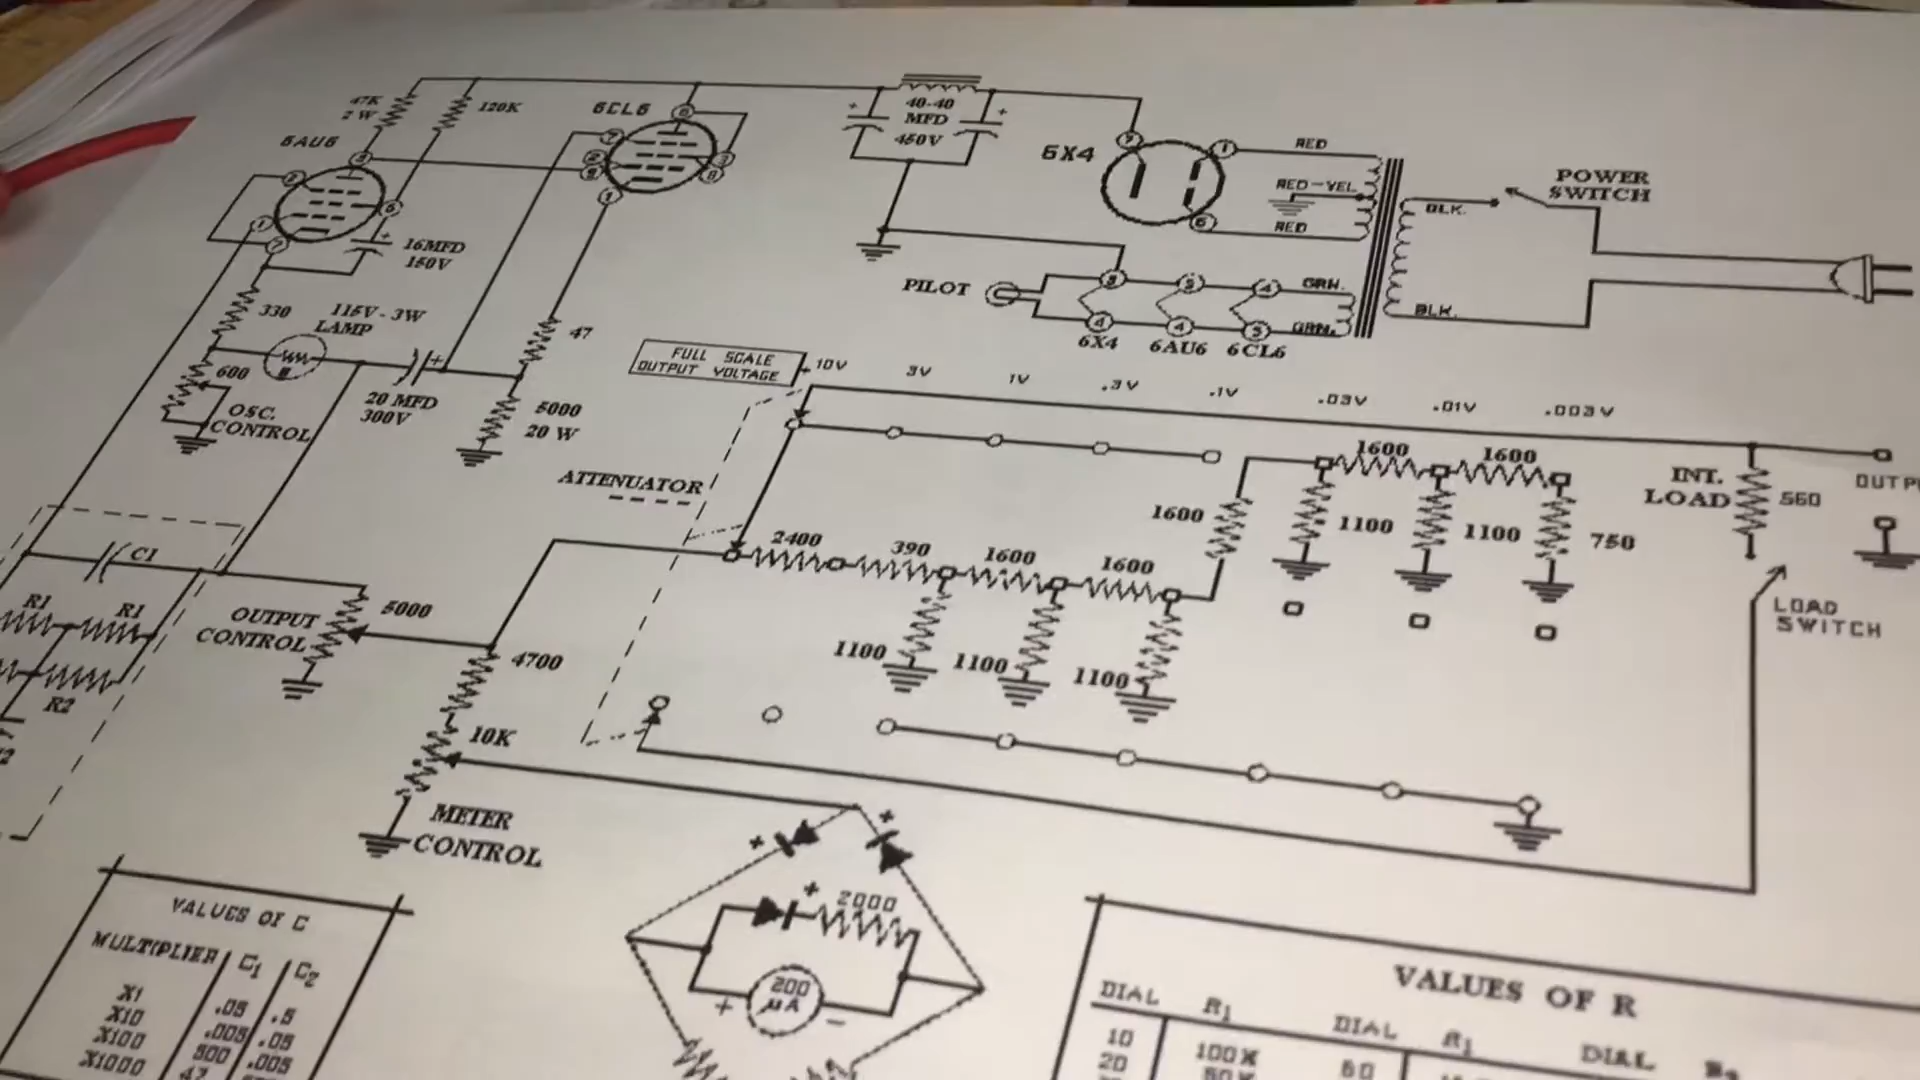 47K
2 W
120K
6CL6
40-40
MFD
450V
6AU6
6X4
RED
RED-YEL.
RED
BLK.
POWER
SWITCH
16MFD
150V
PILOT
GRN.
GRN.
BLK.
6X4 6AU6 6CL6
330
115V - 3W
LAMP
47
FULL SCALE
OUTPUT VOLTAGE
10V 3V 1V .3V .1V .03V .01V .003V
600
OSC.
CONTROL
20 MFD
300V
5000
20 W
ATTENUATOR
1600 1600
INT.
LOAD
560
1600
1100 1100 750
2400 390 1600 1600
C1
R1 R1
R2
OUTPUT
CONTROL
5000
4700
1100 1100 1100
LOAD
SWITCH
10K
METER
CONTROL
2000
200
µA
VALUES OF C
MULTIPLIER C1 C2
X1 .05 .5
X10 .005 .05
X100 500 .005
X1000 47
VALUES OF R
DIAL R1 DIAL R1 DIAL
10 100K 60
20 50K